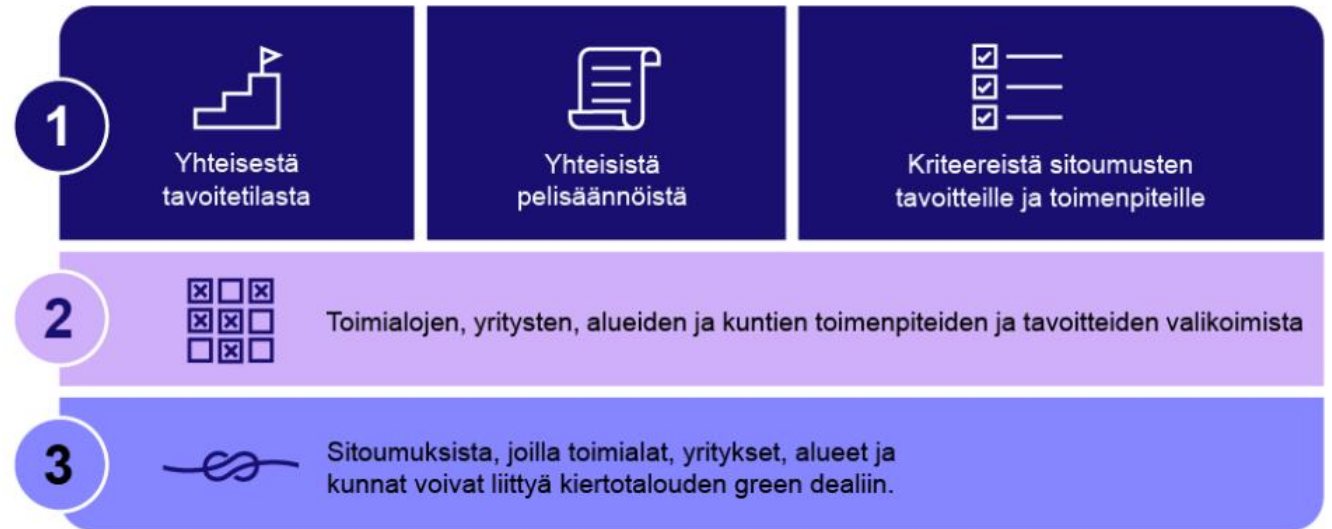 1
Yhteisestä
tavoitetilasta
Yhteisistä
pelisäännöistä
Kriteereistä sitoumusten
tavoitteille ja toimenpiteille
2
Toimialojen, yritysten, alueiden ja kuntien toimenpiteiden ja tavoitteiden valikoimista
3
Sitoumuksista, joilla toimialat, yritykset, alueet ja
kunnat voivat liittyä kiertotalouden green dealiin.